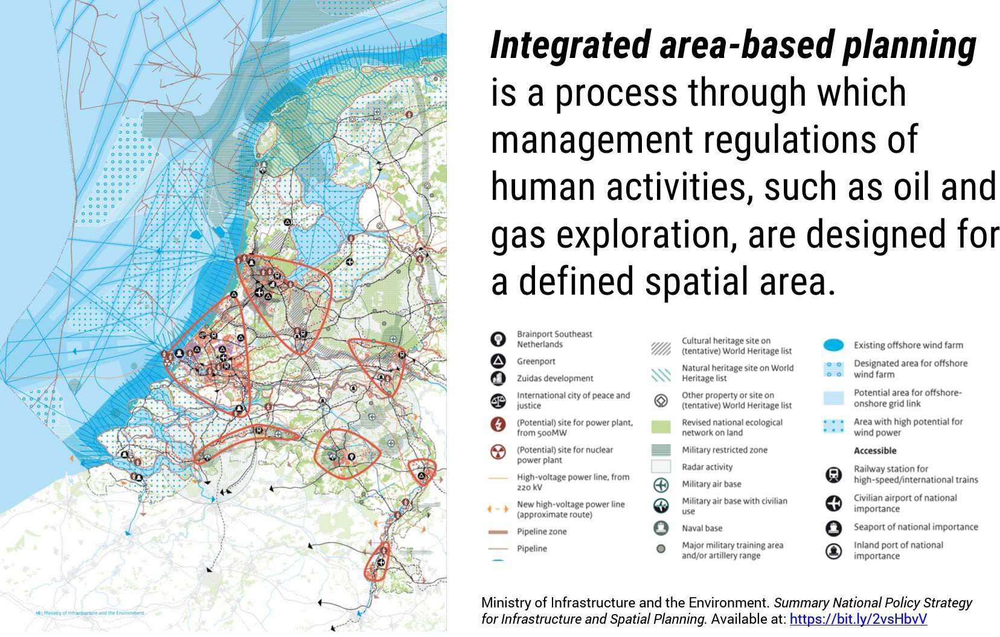 Integrated area-based planning
is a process through which
management regulations of
human activities, such as oil and
gas exploration, are designed for
a defined spatial area.
Brainport Southeast
Netherlands
Greenport
Zuidas development
International city of peace and
justice
(Potential) site for power plant,
from 500MW
(Potential) site for nuclear
power plant
High-voltage power line, from
220 kV
New high-voltage power line
(approximate route)
Pipeline zone
Pipeline
Cultural heritage site on
(tentative) World Heritage list
Natural heritage site on World
Heritage list
Other property or site on
(tentative) World Heritage list
Revised national ecological
network on land
Military restricted zone
Radar activity
Military air base
Military air base with civilian
use
Naval base
Major military training area
and/or artillery range
Existing offshore wind farm
Designated area for offshore
wind farm
Potential area for offshore-
onshore grid link
Area with high potential for
wind power
Accessible
Railway station for
high-speed/international trains
Civilian airport of national
importance
Seaport of national importance
Inland port of national
importance
16 | Ministry of Infrastructure and the Environment
Ministry of Infrastructure and the Environment. Summary National Policy Strategy
for Infrastructure and Spatial Planning. Available at: https://bit.ly/2vsHbvV